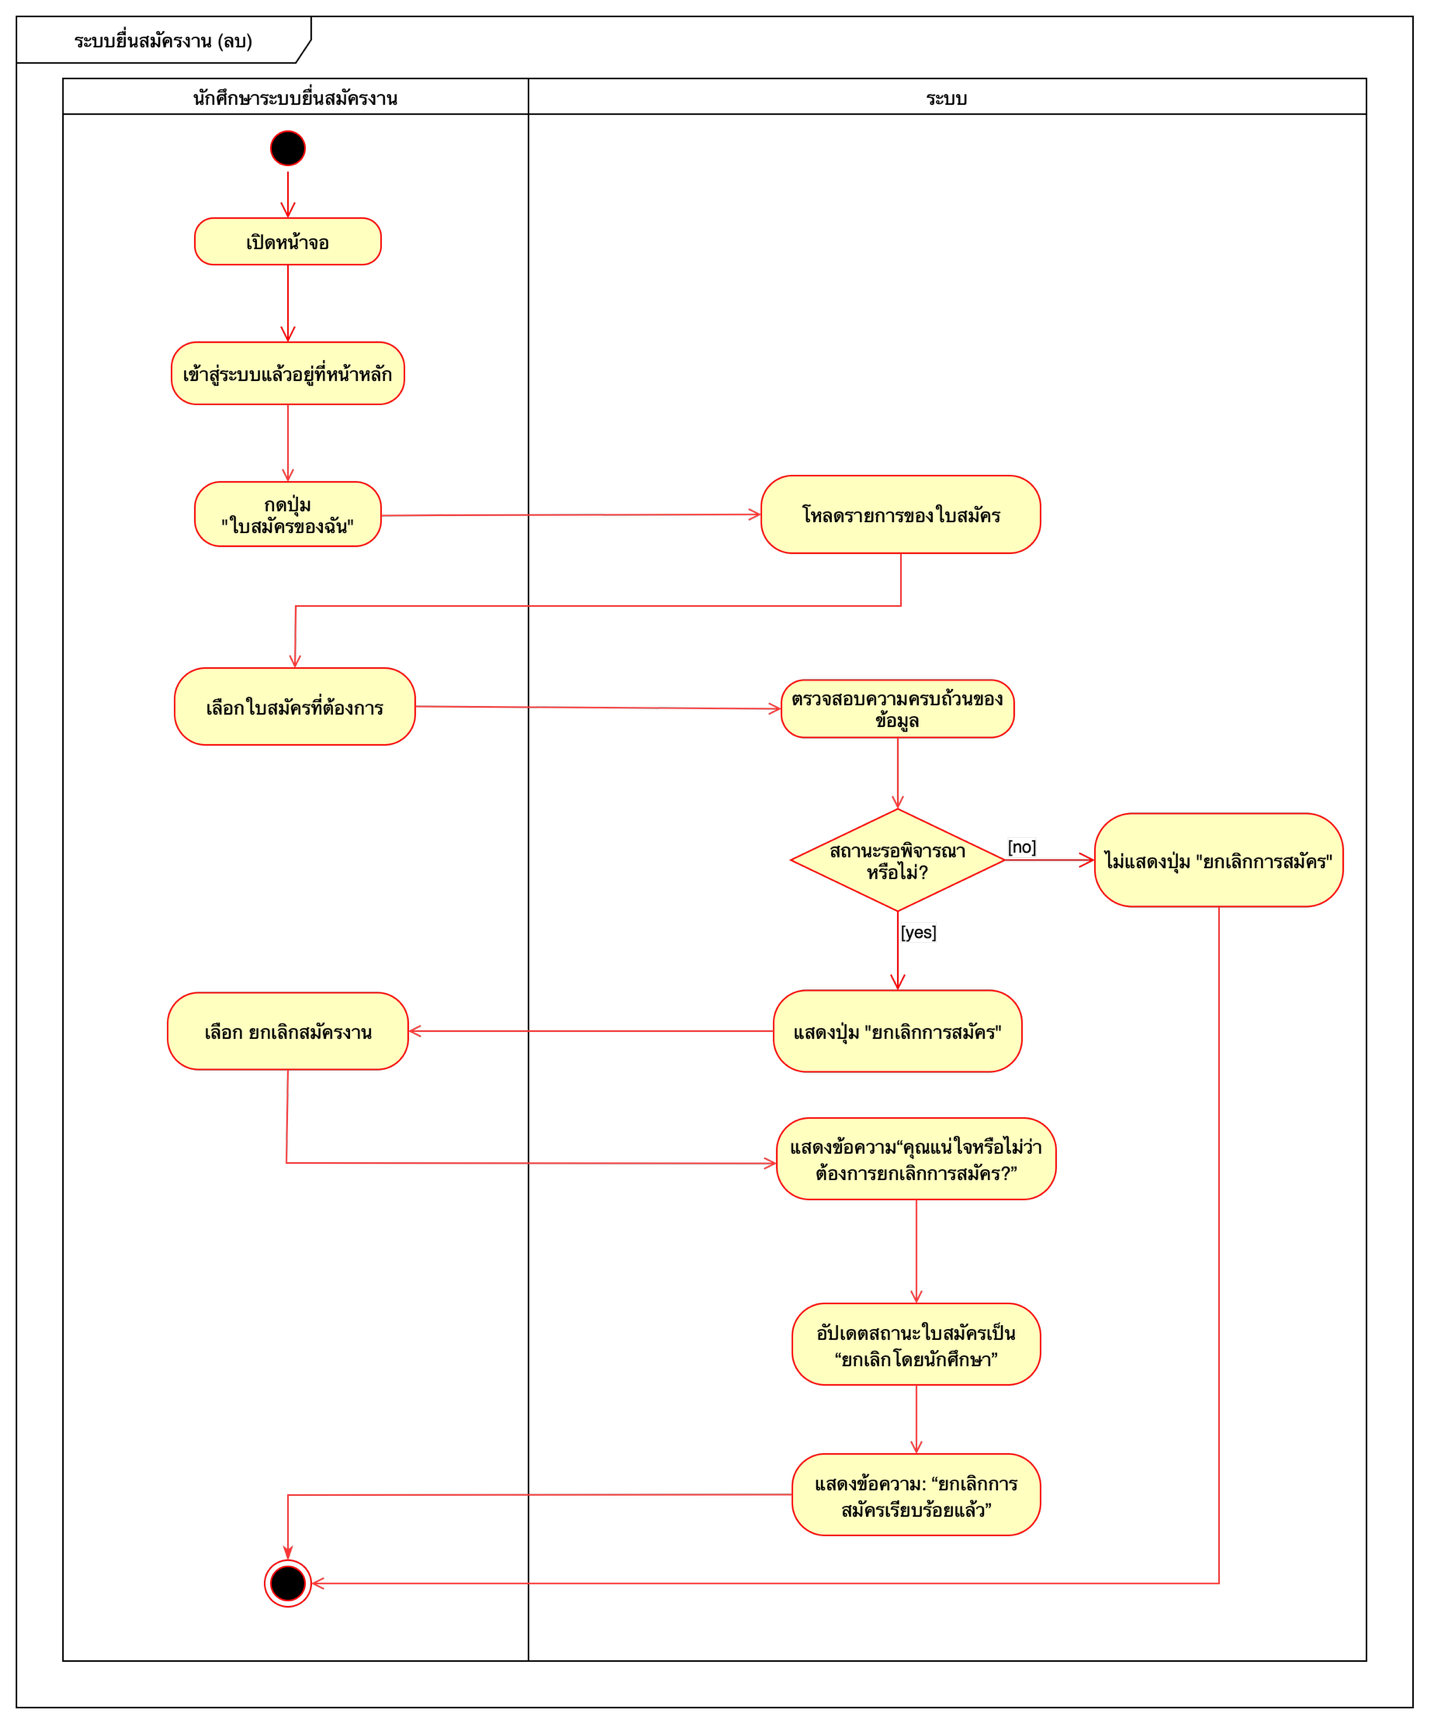 ระบบยื่นสมัครงาน (ลบ)
นักศึกษาระบบยื่นสมัครงาน
ระบบ
เปิดหน้าจอ
เข้าสู่ระบบแล้วอยู่ที่หน้าหลัก
กดปุ่ม
"ใบสมัครของฉัน"
โหลดรายการของใบสมัคร
เลือกใบสมัครที่ต้องการ
ตรวจสอบความครบถ้วนของ
ข้อมูล
สถานะรอพิจารณา
หรือไม่?
[no]
ไม่แสดงปุ่ม "ยกเลิกการสมัคร"
[yes]
เลือก ยกเลิกสมัครงาน
แสดงปุ่ม "ยกเลิกการสมัคร"
แสดงข้อความ“คุณแน่ใจหรือไม่ว่า
ต้องการยกเลิกการสมัคร?”
อัปเดตสถานะใบสมัครเป็น
“ยกเลิกโดยนักศึกษา”
แสดงข้อความ: “ยกเลิกการ
สมัครเรียบร้อยแล้ว”